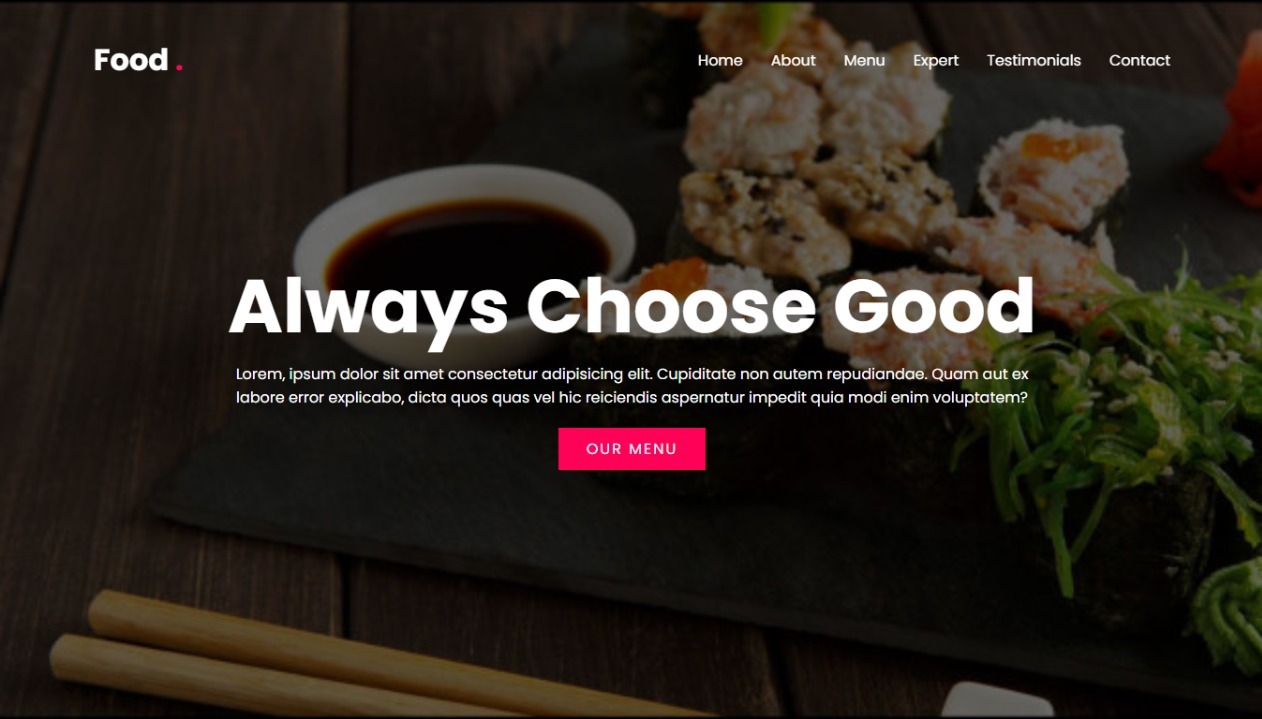 Food .
Home About Menu Expert Testimonials Contact
Always Choose Good
Lorem, ipsum dolor sit amet consectetur adipisicing elit. Cupiditate non autem repudiandae. Quam aut ex
labore error explicabo, dicta quos quas vel hic reiciendis aspernatur impedit quia modi enim voluptatem?
OUR MENU